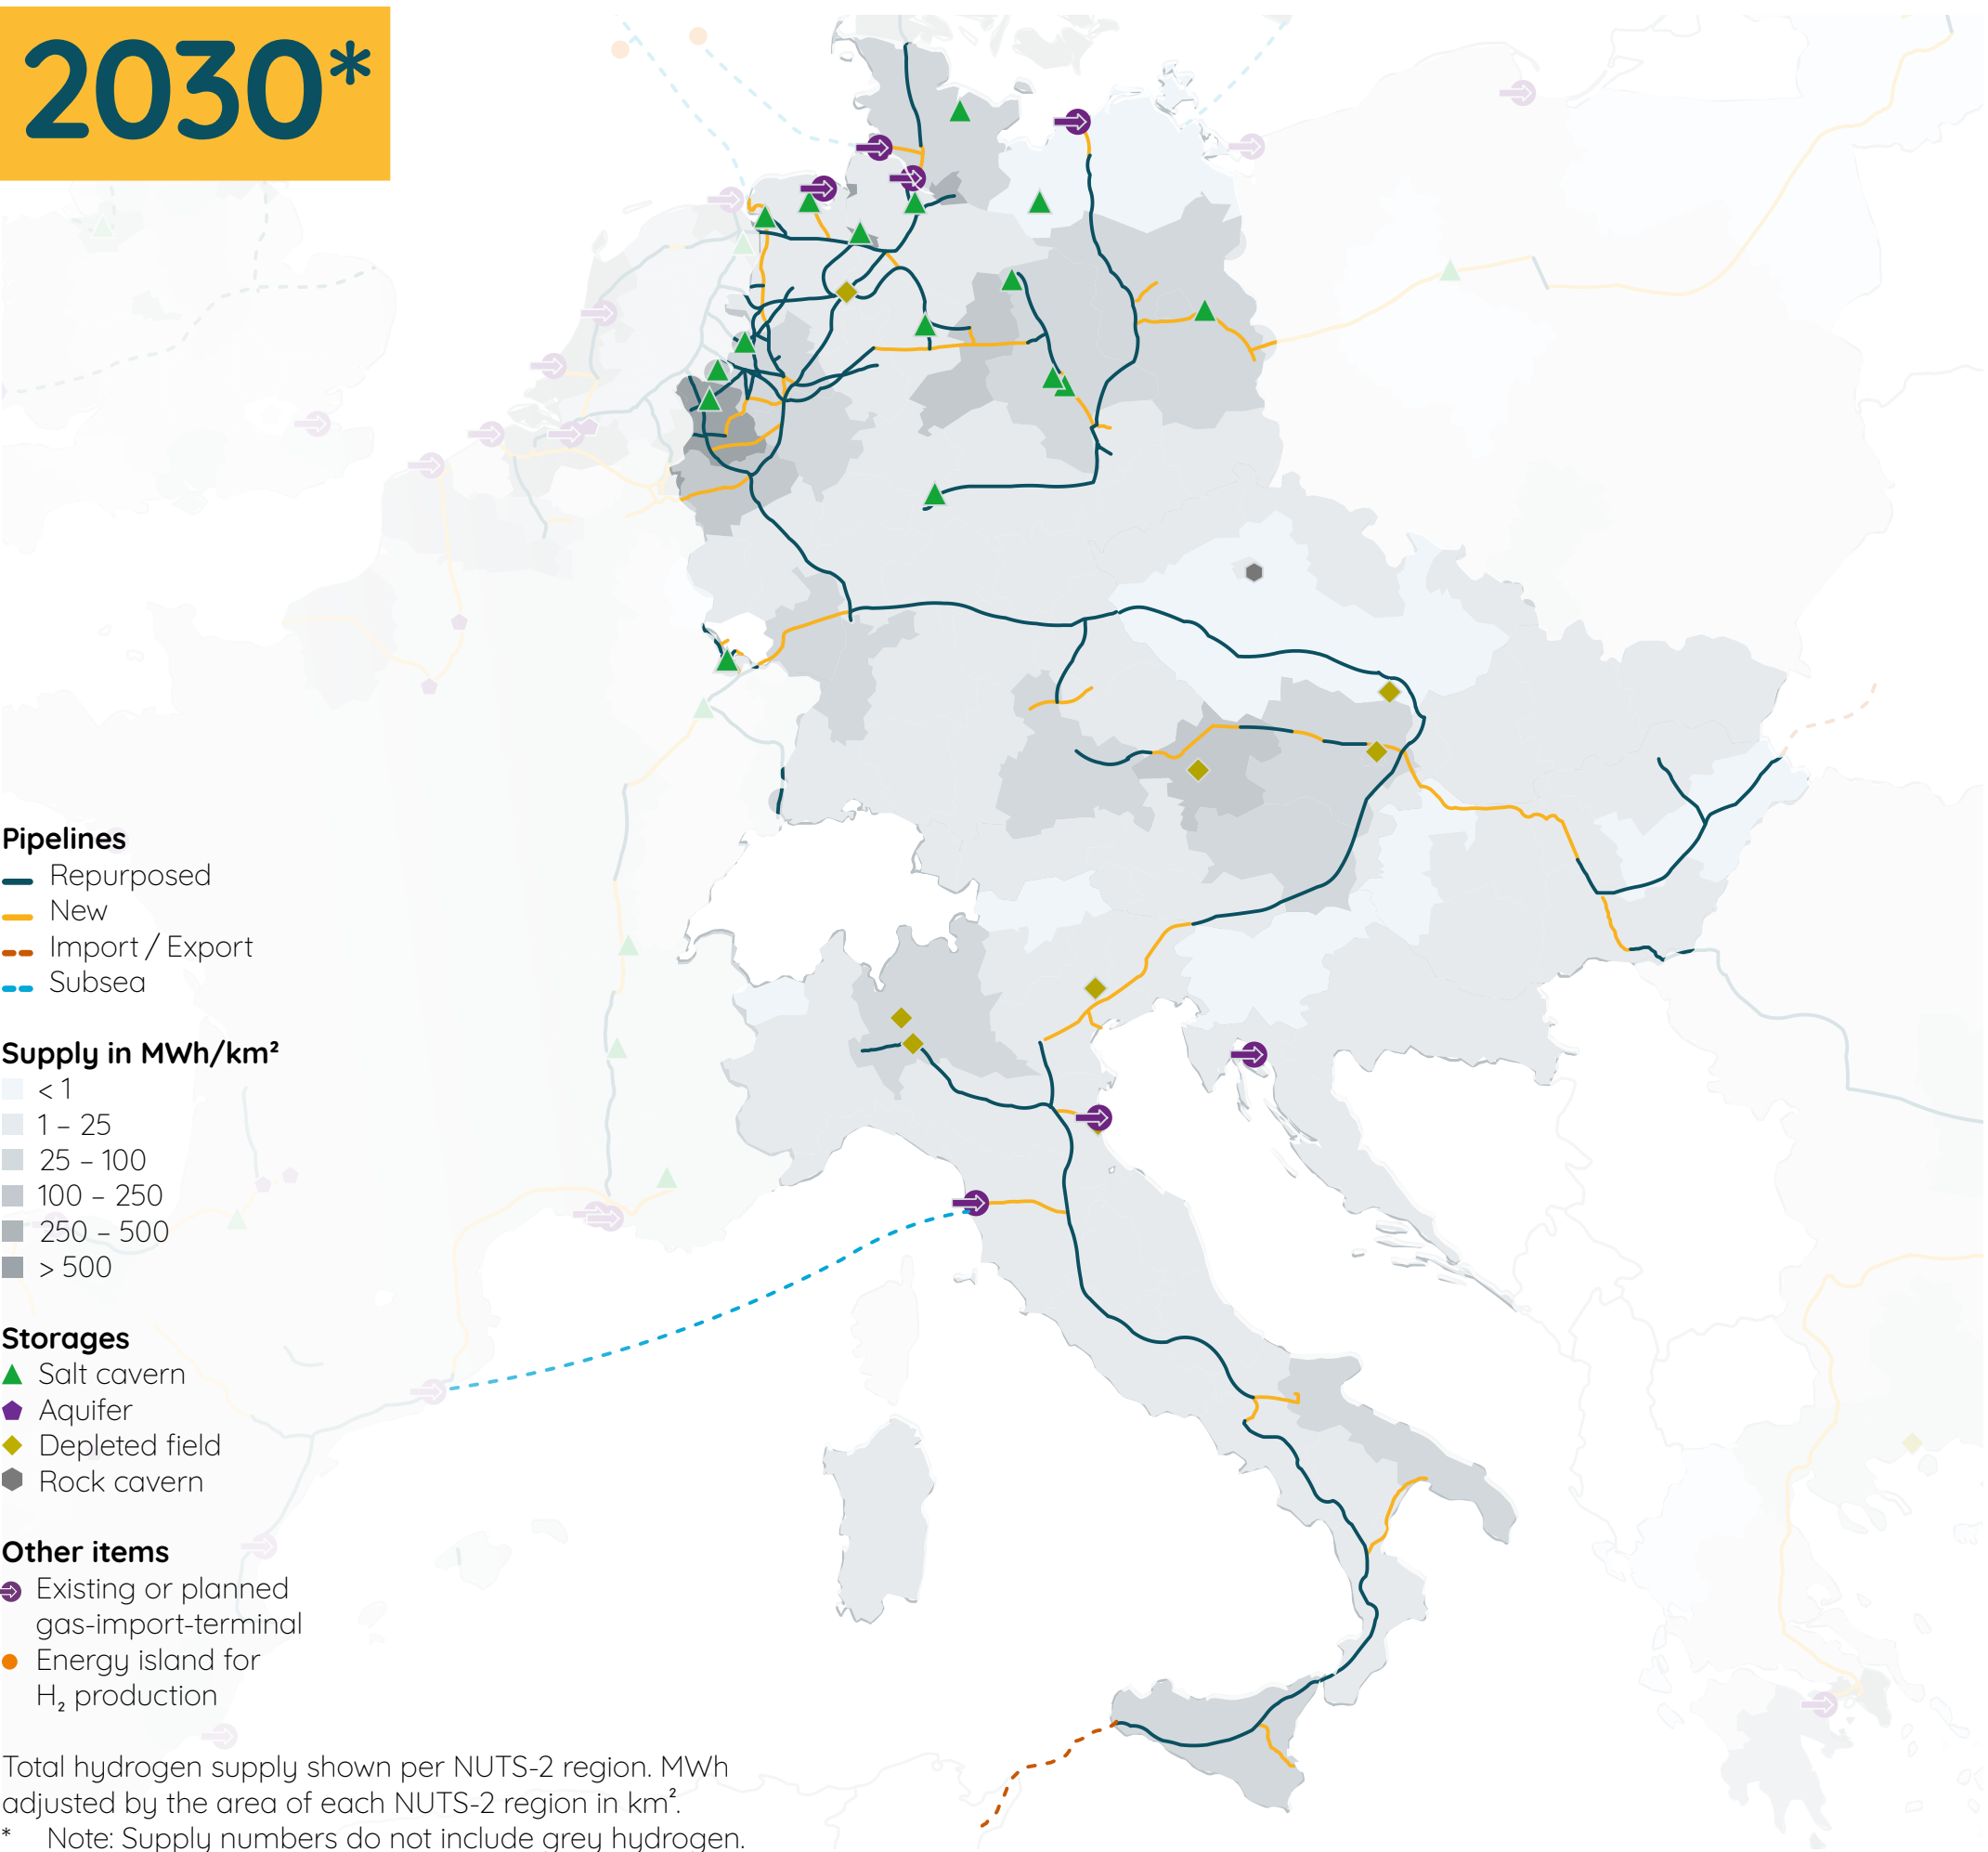 2030*
Pipelines
Repurposed
New
Import / Export
Subsea
Supply in MWh/km²
< 1
1 – 25
25 – 100
100 – 250
250 – 500
> 500
Storages
Salt cavern
Aquifer
Depleted field
Rock cavern
Other items
Existing or planned
gas-import-terminal
Energy island for
H₂ production
Total hydrogen supply shown per NUTS-2 region. MWh
adjusted by the area of each NUTS-2 region in km².
* Note: Supply numbers do not include grey hydrogen.